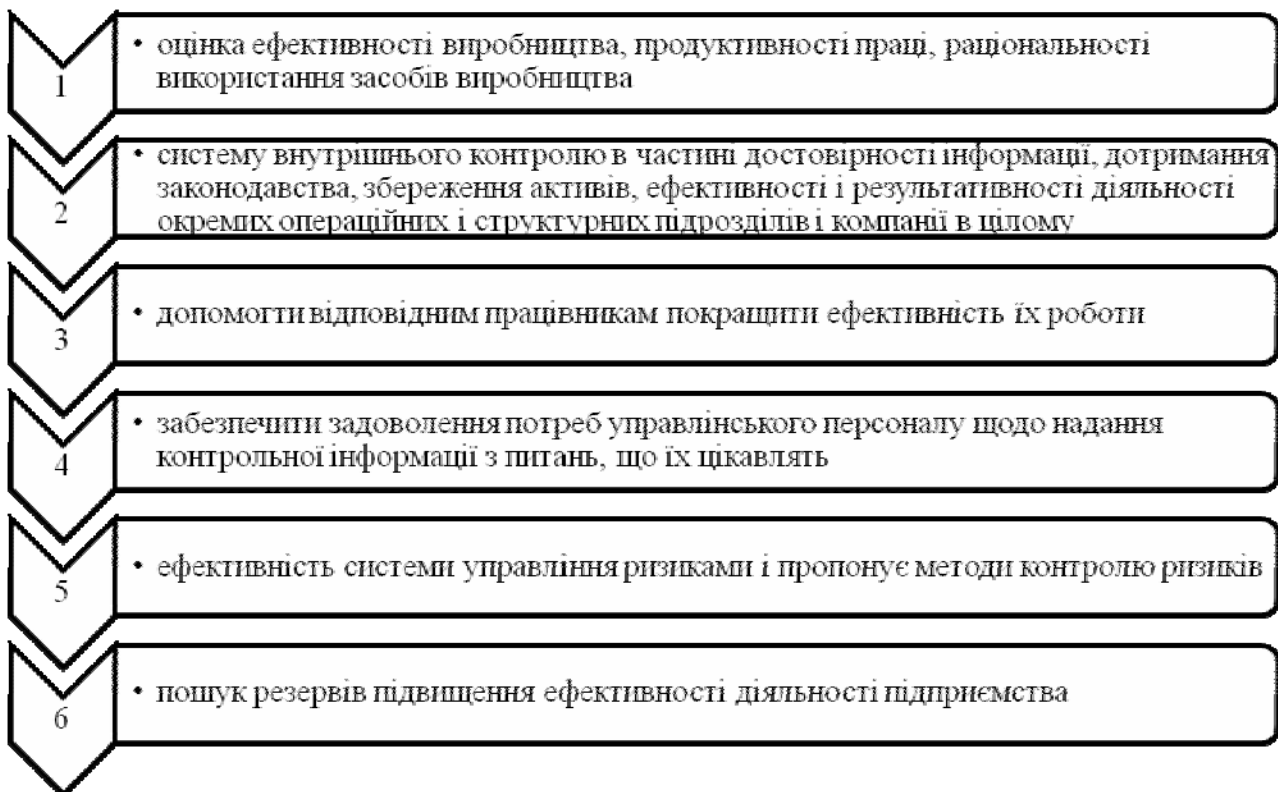 1
• оцінка ефективності виробництва, продуктивності праці, раціональності
використання засобів виробництва
2
• систему внутрішнього контролю в частині достовірності інформації, дотримання
законодавства, збереження активів, ефективності і результативності діяльності
окремих операційних і структурних підрозділів і компанії в цілому
3
• допомогти відповідним працівникам покращити ефективність їх роботи
4
• забезпечити задоволення потреб управлінського персоналу щодо надання
контрольної інформації з питань, що їх цікавлять
5
• ефективність системи управління ризиками і пропонує методи контролю ризиків
6
• пошук резервів підвищення ефективності діяльності підприємства